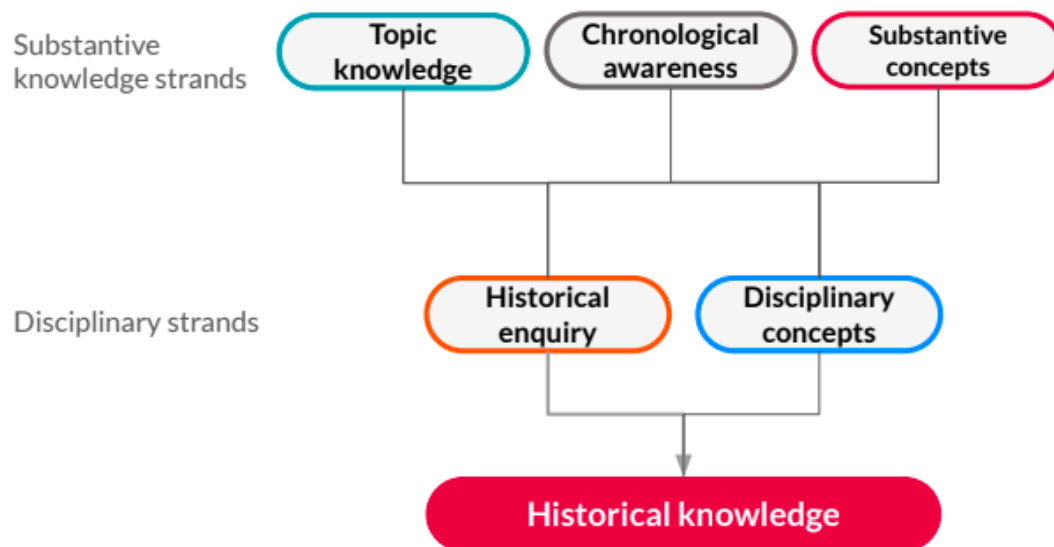 Substantive
knowledge strands
Topic
knowledge
Chronological
awareness
Substantive
concepts
Disciplinary strands
Historical
enquiry
Disciplinary
concepts
Historical knowledge